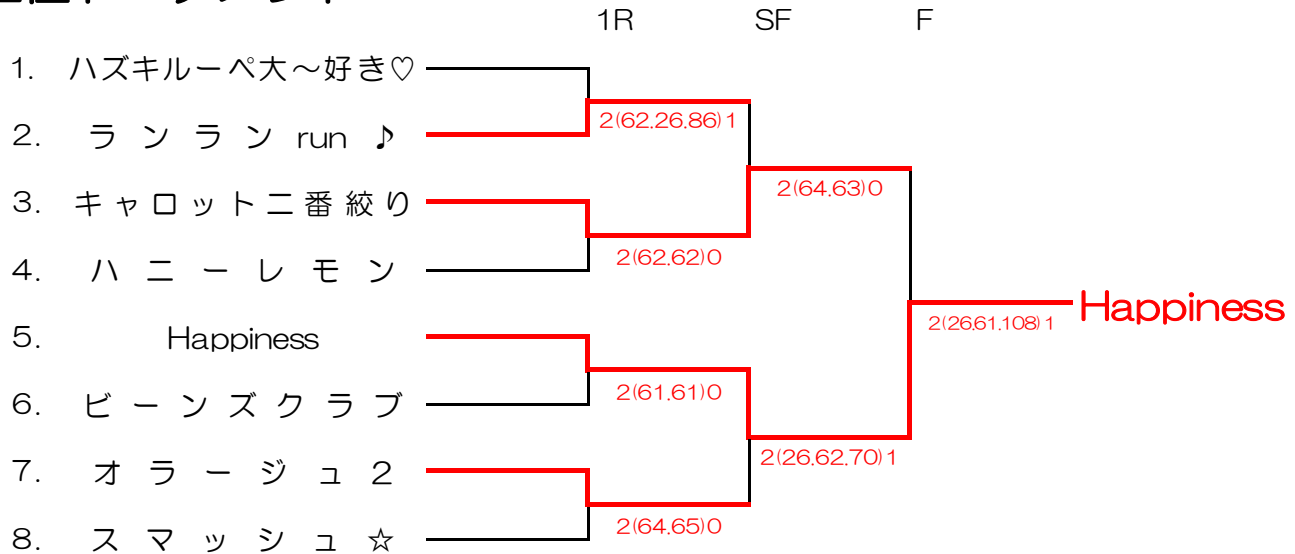 1R SF F
1. ハズキルーペ大～好き♡
2(62.26.86)1
2. ランラン run ♪
2(64.63)0
3. キャロット二番絞り
2(62.62)0
4. ハニーレモン
Happiness
2(26.61.108)1
5. Happiness
2(61.61)0
6. ビーンズクラブ
2(26.62.70)1
7. オラージュ2
2(64.65)0
8. スマッシュ☆